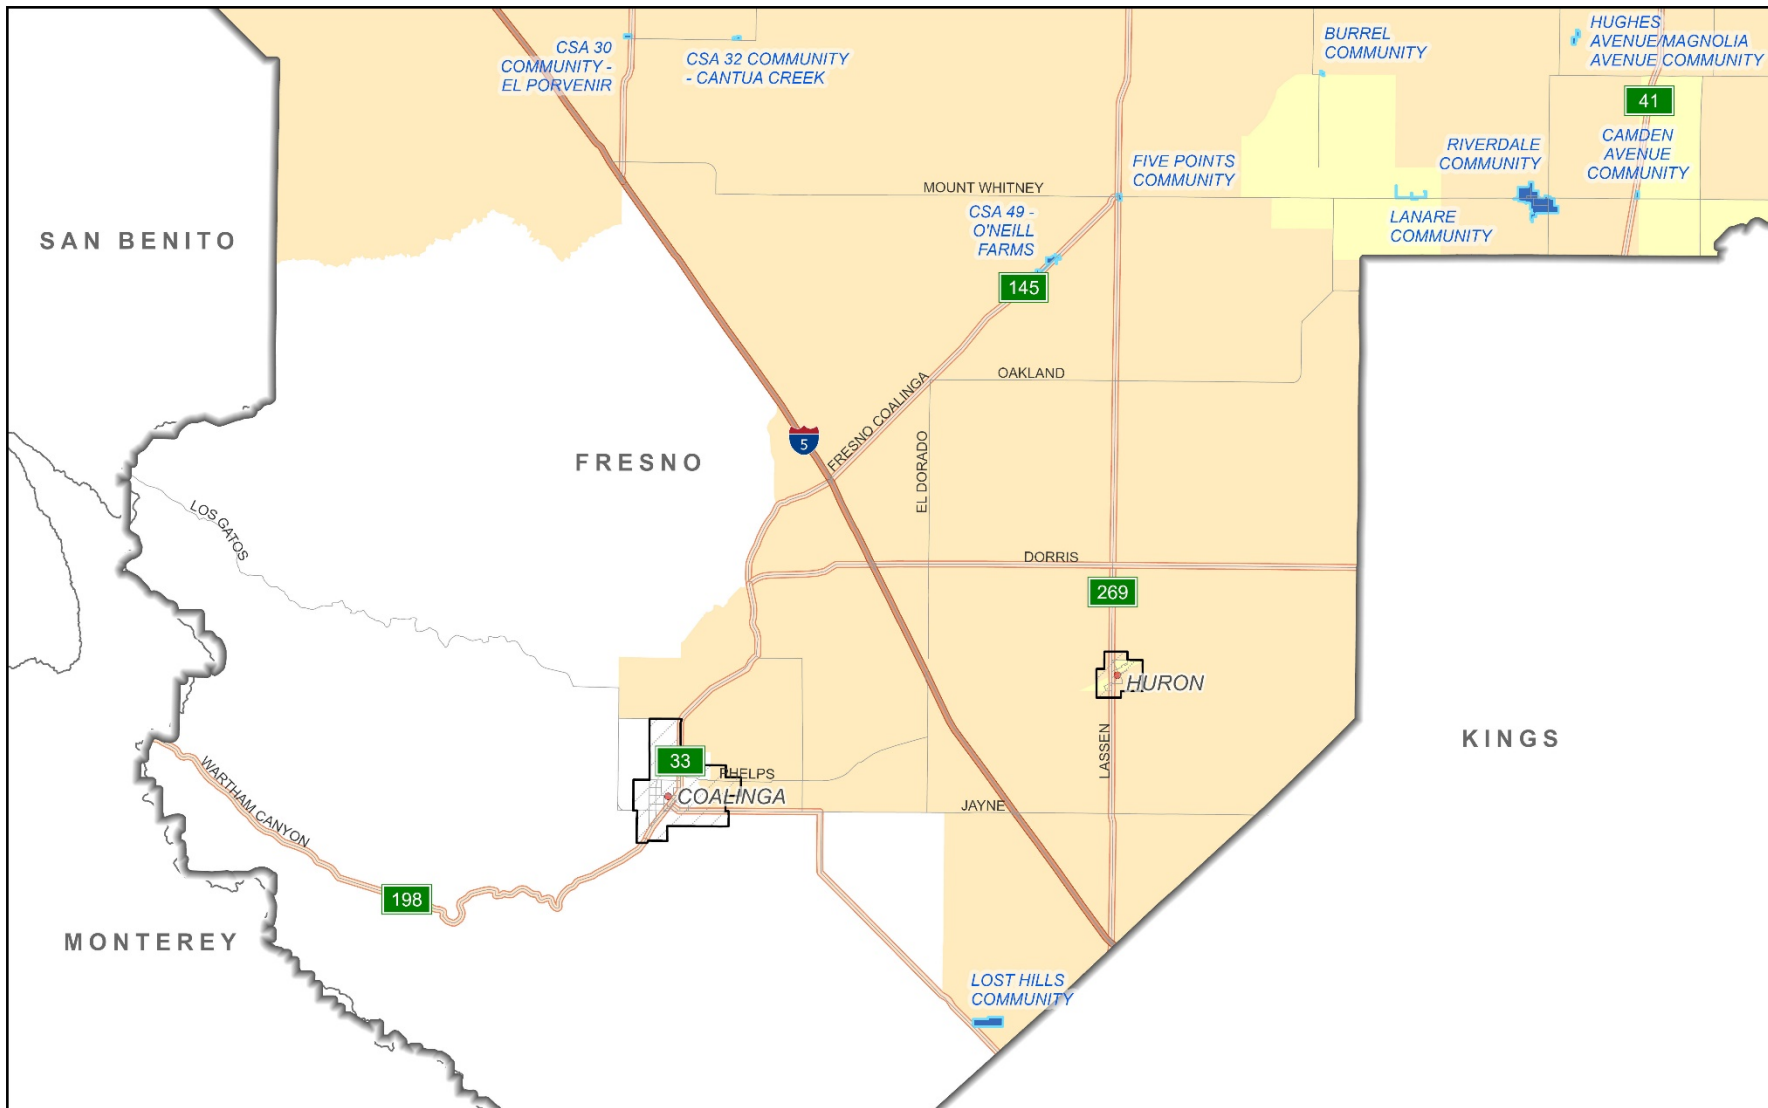 CSA 30
COMMUNITY -
EL PORVENIR
CSA 32 COMMUNITY
- CANTUA CREEK
BURREL
COMMUNITY
HUGHES
AVENUE/MAGNOLIA
AVENUE COMMUNITY
41
FIVE POINTS
COMMUNITY
RIVERDALE
COMMUNITY
CAMDEN
AVENUE
COMMUNITY
MOUNT WHITNEY
CSA 49 -
O'NEILL
FARMS
LANARE
COMMUNITY
SAN BENITO
145
OAKLAND
FRESNO COALINGA
5
FRESNO
EL DORADO
LOS GATOS
DORRIS
269
HURON
KINGS
LASSEN
33
PHELPS
COALINGA
JAYNE
WARTHAM CANYON
198
MONTEREY
LOST HILLS
COMMUNITY